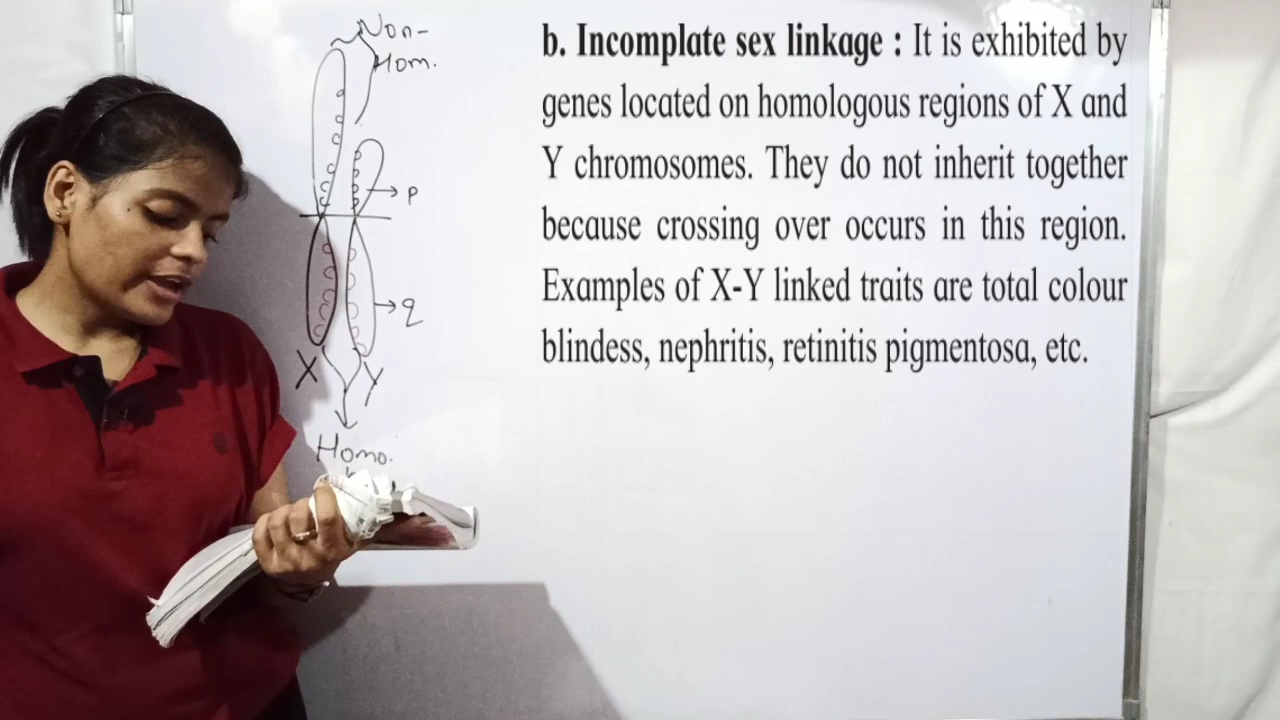 Non-
Hom.
p
q
X Y
Homo.
b. Incomplate sex linkage : It is exhibited by
genes located on homologous regions of X and
Y chromosomes. They do not inherit together
because crossing over occurs in this region.
Examples of X-Y linked traits are total colour
blindess, nephritis, retinitis pigmentosa, etc.